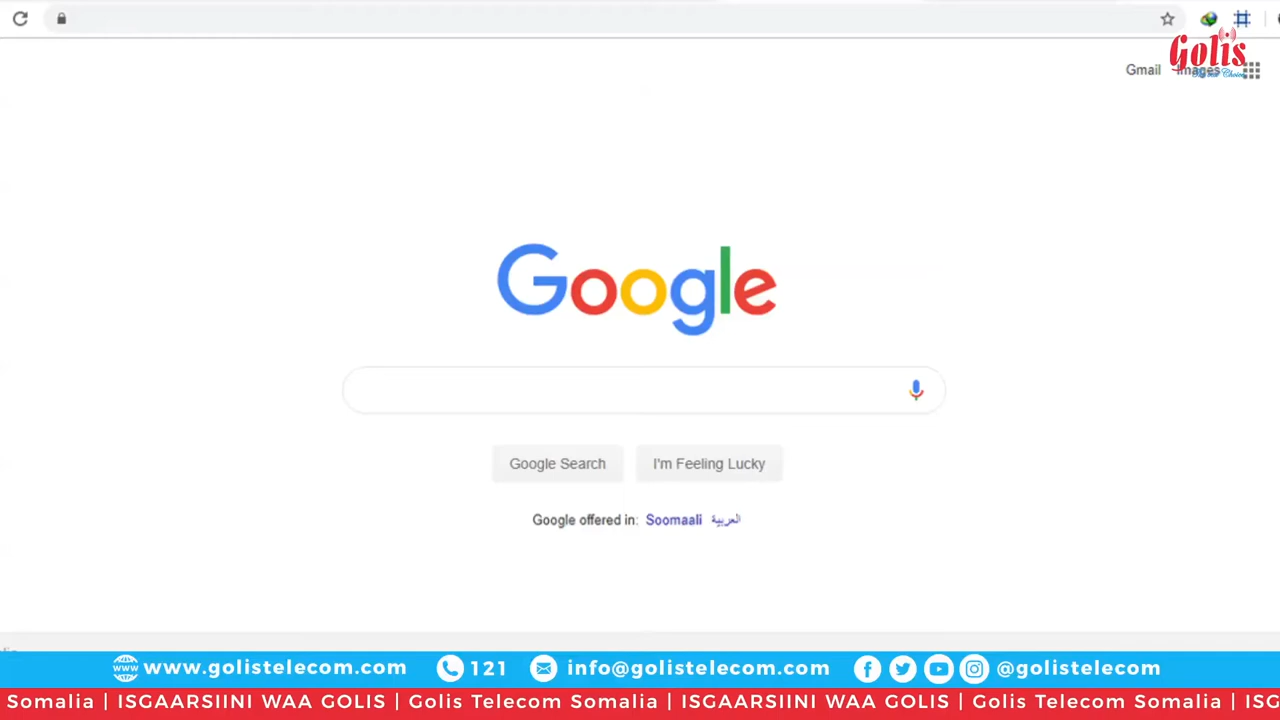 Golis
Gmail Images
Google
Google Search I'm Feeling Lucky
Google offered in: Soomaali العربية
www.golistelecom.com 121 info@golistelecom.com @golistelecom
Somalia | ISGAARSIINI WAA GOLIS | Golis Telecom Somalia | ISGAARSIINI WAA GOLIS | Golis Telecom Somalia | ISG